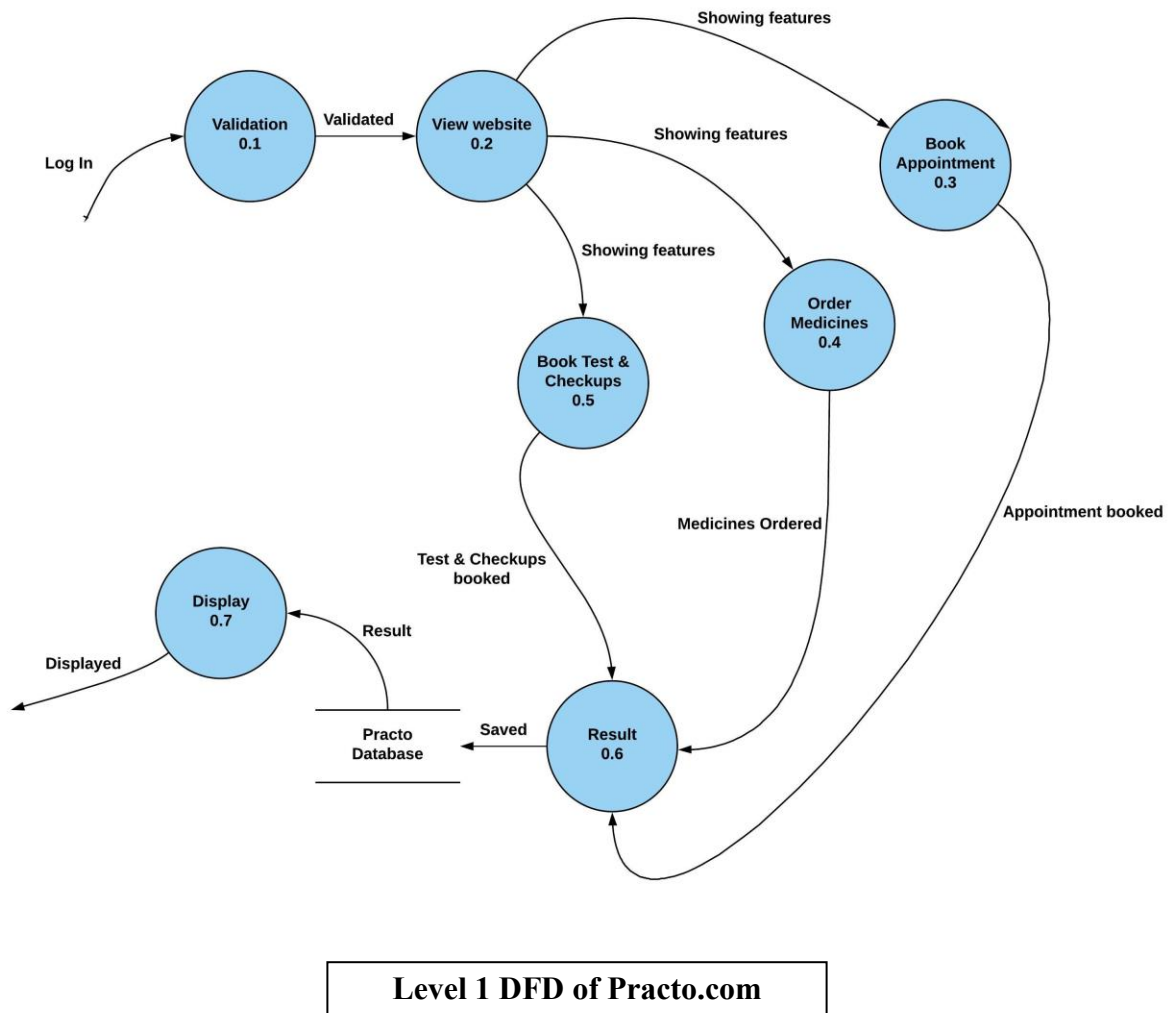 Showing features
Validation
0.1
Validated
View website
0.2
Showing features
Book
Appointment
0.3
Log In
Showing features
Order
Medicines
0.4
Book Test &
Checkups
0.5
Medicines Ordered
Appointment booked
Test & Checkups
booked
Display
0.7
Result
Displayed
Practo
Database
Saved
Result
0.6
Level 1 DFD of Practo.com